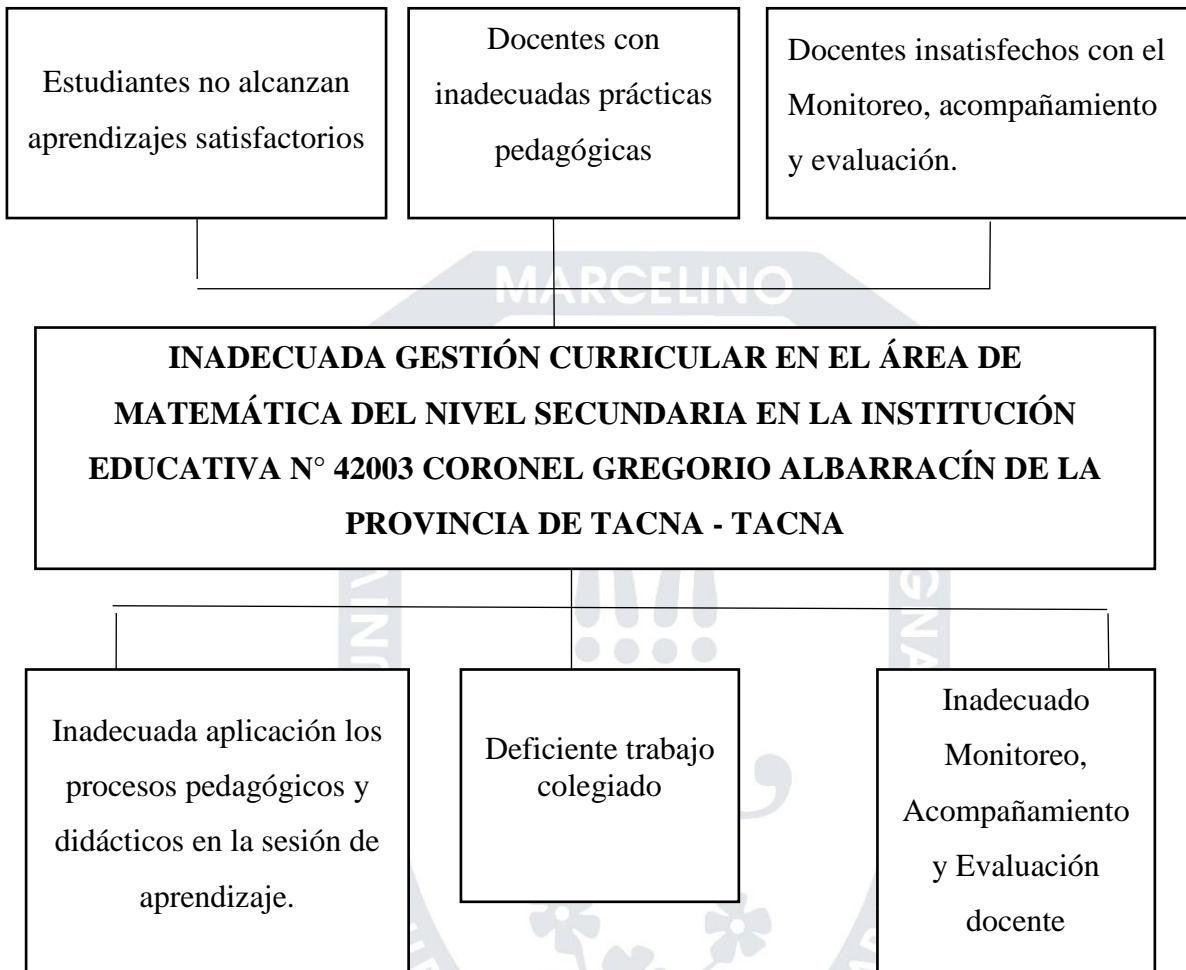 Estudiantes no alcanzan
aprendizajes satisfactorios
Docentes con
inadecuadas prácticas
pedagógicas
Docentes insatisfechos con el
Monitoreo, acompañamiento
y evaluación.
MARCELINO
INADECUADA GESTIÓN CURRICULAR EN EL ÁREA DE
MATEMÁTICA DEL NIVEL SECUNDARIA EN LA INSTITUCIÓN
EDUCATIVA N° 42003 CORONEL GREGORIO ALBARRACÍN DE LA
PROVINCIA DE TACNA - TACNA
UNIV
GNA
Inadecuada aplicación los
procesos pedagógicos y
didácticos en la sesión de
aprendizaje.
Deficiente trabajo
colegiado
Inadecuado
Monitoreo,
Acompañamiento
y Evaluación
docente